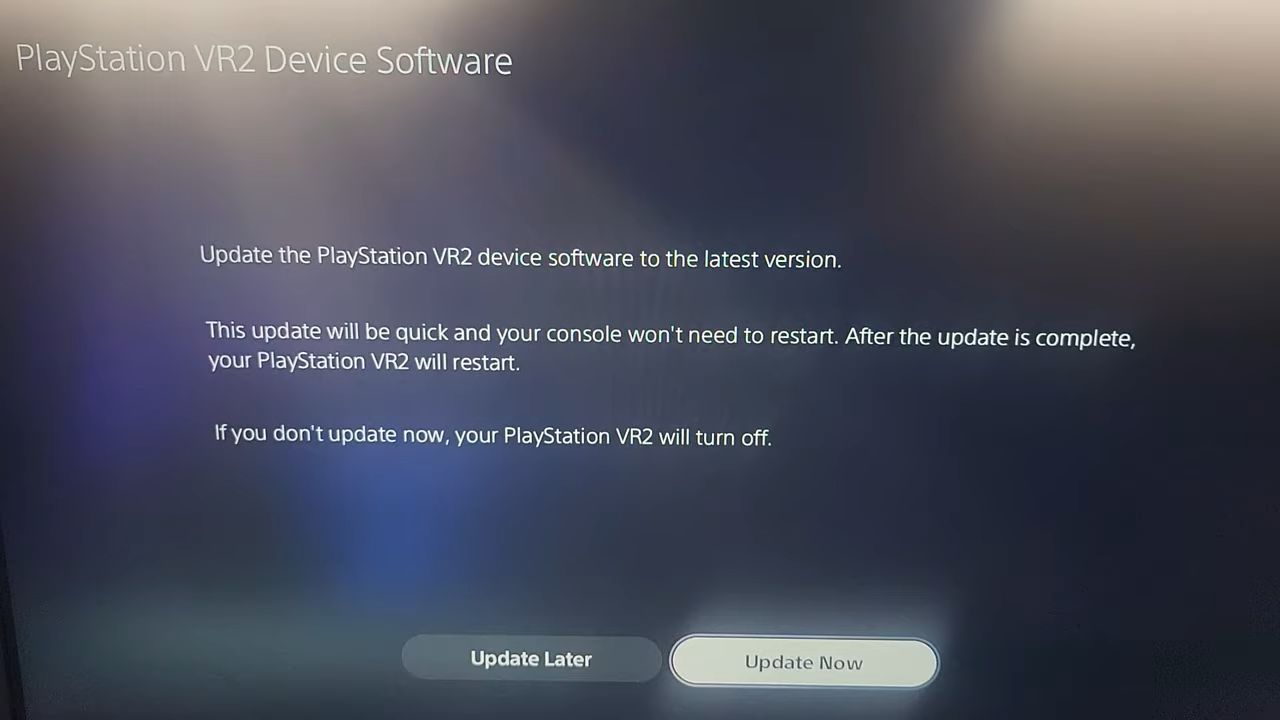 PlayStation VR2 Device Software
Update the PlayStation VR2 device software to the latest version.
This update will be quick and your console won't need to restart. After the update is complete,
your PlayStation VR2 will restart.
If you don't update now, your PlayStation VR2 will turn off.
Update Later
Update Now